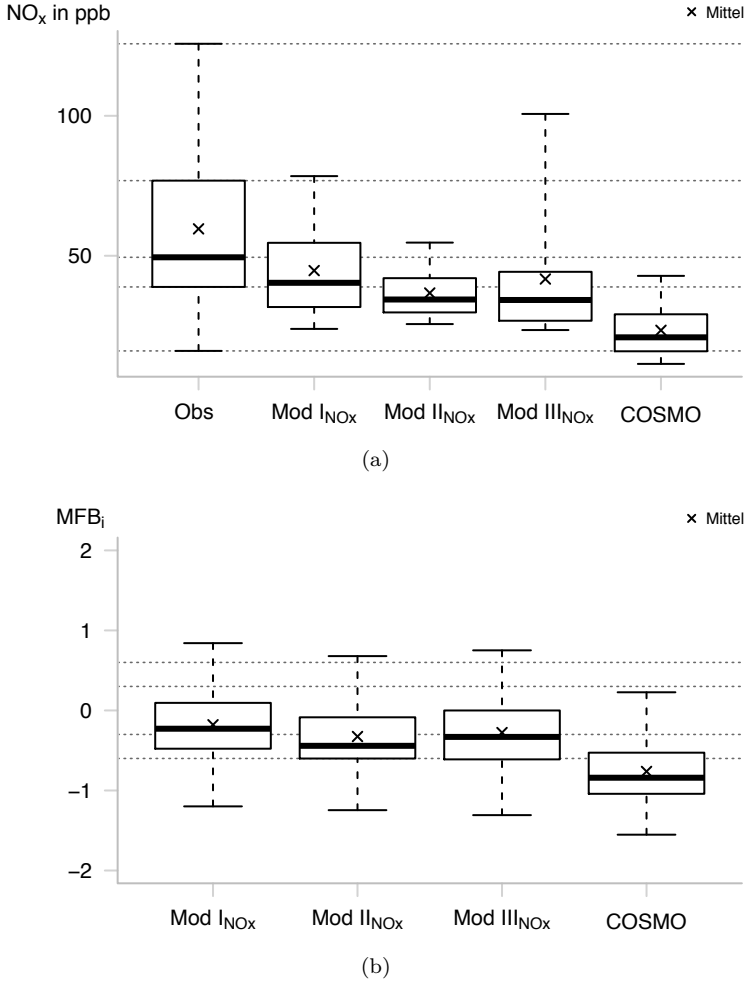 NOx in ppb
× Mittel
100
50
Obs Mod INOx Mod IINOx Mod IIINOx COSMO
(a)
MFBi
× Mittel
2
1
0
−1
−2
Mod INOx Mod IINOx Mod IIINOx COSMO
(b)